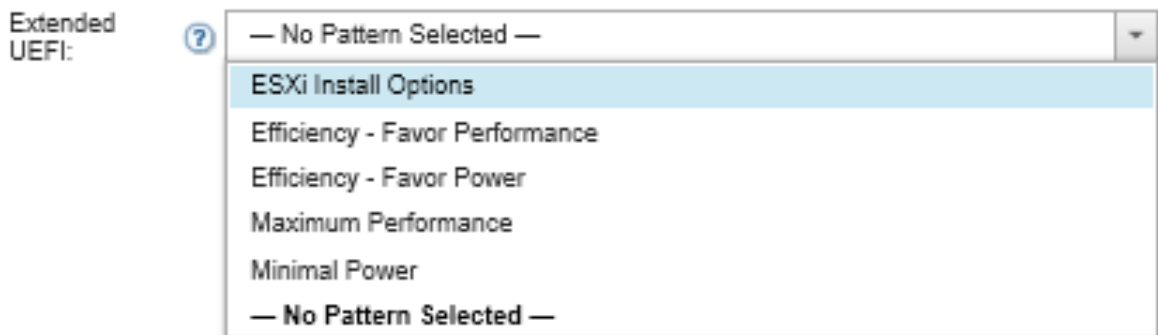 Extended
UEFI:
?
— No Pattern Selected —
ESXi Install Options
Efficiency - Favor Performance
Efficiency - Favor Power
Maximum Performance
Minimal Power
— No Pattern Selected —